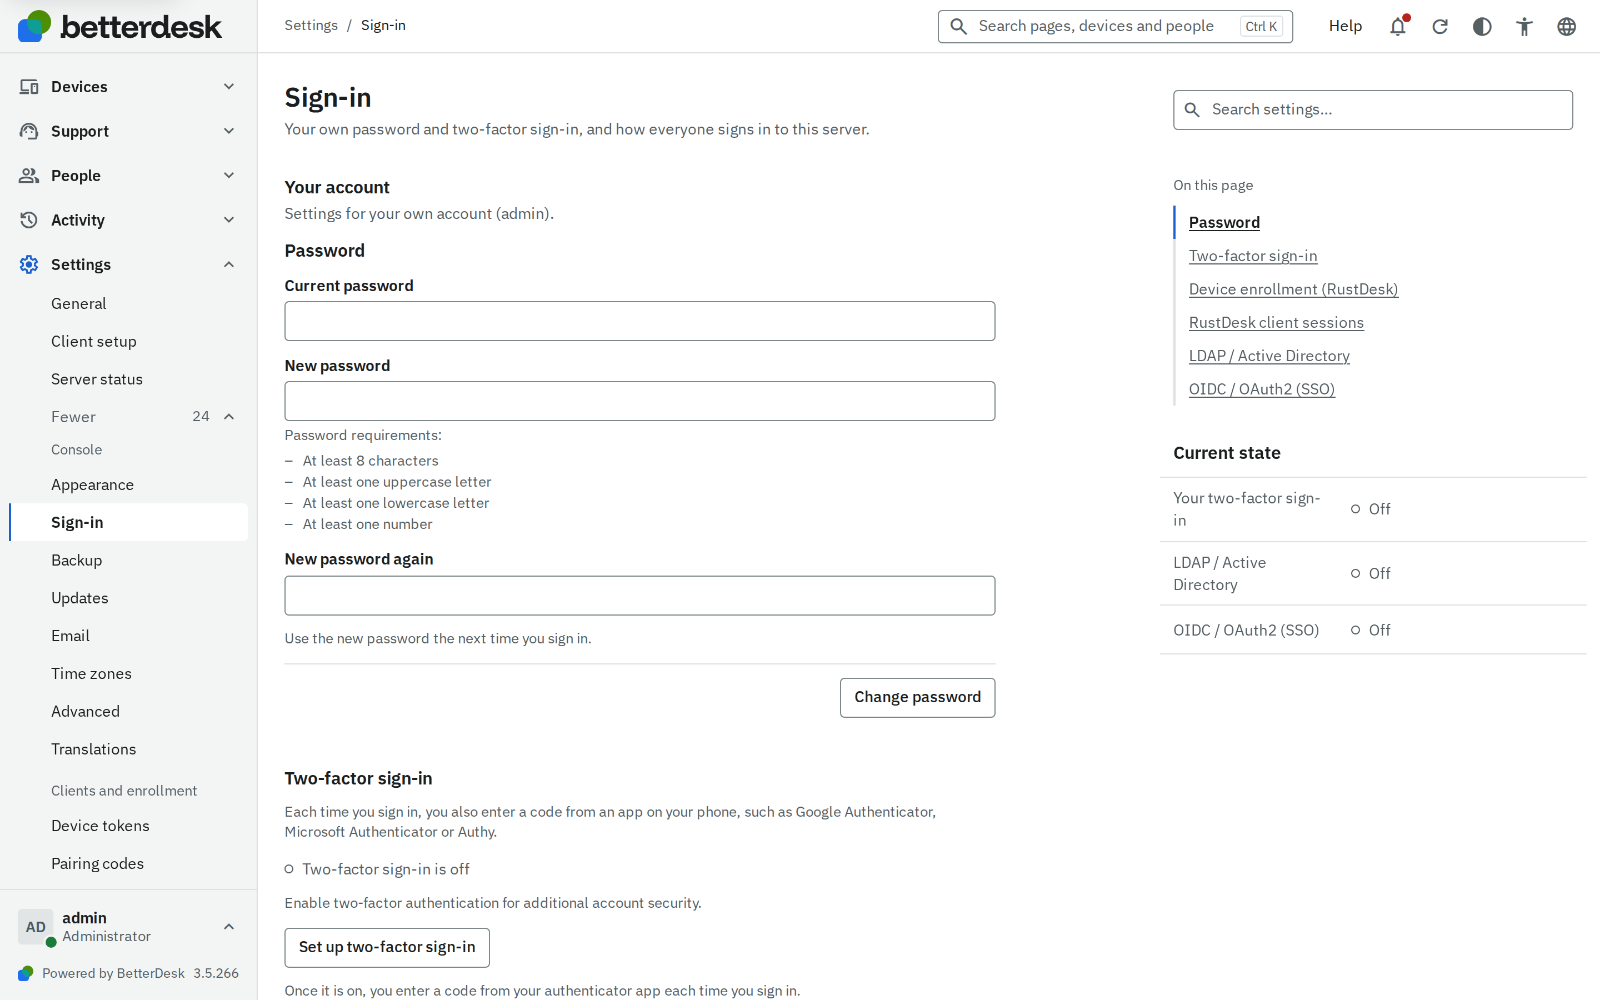 betterdesk
Settings / Sign-in
Search pages, devices and people Ctrl K
Help
Devices
Support
People
Activity
Settings
General
Client setup
Server status
Fewer 24
Console
Appearance
Sign-in
Backup
Updates
Email
Time zones
Advanced
Translations
Clients and enrollment
Device tokens
Pairing codes
AD
admin
Administrator
Powered by BetterDesk 3.5.266
Sign-in
Your own password and two-factor sign-in, and how everyone signs in to this server.
Your account
Settings for your own account (admin).
Password
Current password
New password
Password requirements:
– At least 8 characters
– At least one uppercase letter
– At least one lowercase letter
– At least one number
New password again
Use the new password the next time you sign in.
Change password
Two-factor sign-in
Each time you sign in, you also enter a code from an app on your phone, such as Google Authenticator,
Microsoft Authenticator or Authy.
Two-factor sign-in is off
Enable two-factor authentication for additional account security.
Set up two-factor sign-in
Once it is on, you enter a code from your authenticator app each time you sign in.
Search settings...
On this page
Password
Two-factor sign-in
Device enrollment (RustDesk)
RustDesk client sessions
LDAP / Active Directory
OIDC / OAuth2 (SSO)
Current state
Your two-factor sign-
in
Off
LDAP / Active
Directory
Off
OIDC / OAuth2 (SSO) Off